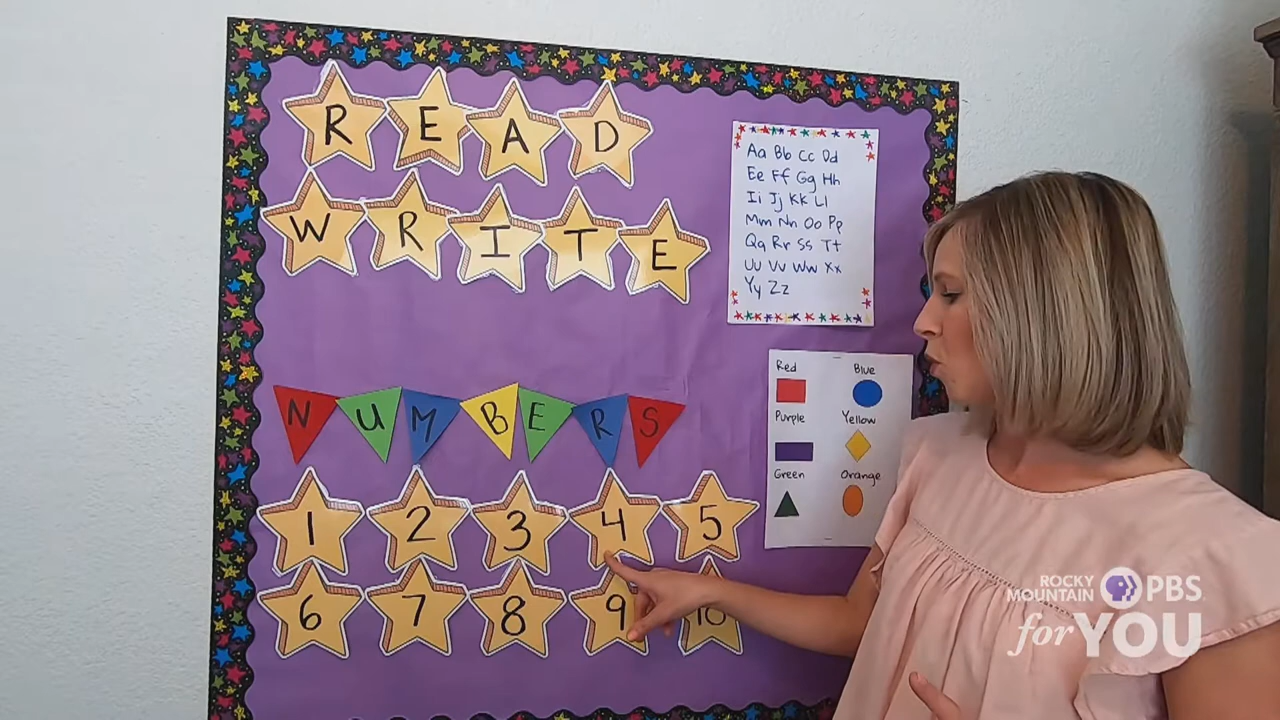 READ
WRITE
Aa Bb Cc Dd
Ee Ff Gg Hh
Ii Jj Kk Ll
Mm Nn Oo Pp
Qq Rr Ss Tt
Uu Vv Ww Xx
Yy Zz
Red Blue
Purple Yellow
Green Orange
NUMBERS
1 2 3 4 5
6 7 8 9 10
ROCKY
MOUNTAIN PBS
for YOU